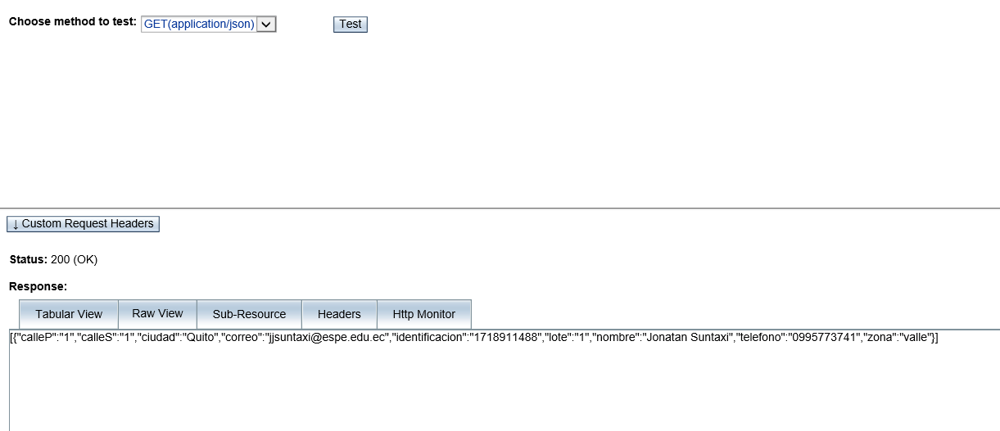 Choose method to test: GET(application/json) Test
↓ Custom Request Headers
Status: 200 (OK)
Response:
Tabular View Raw View Sub-Resource Headers Http Monitor
[{"calleP":"1","calleS":"1","ciudad":"Quito","correo":"jjsuntaxi@espe.edu.ec","identificacion":"1718911488","lote":"1","nombre":"Jonatan Suntaxi","telefono":"0995773741","zona":"valle"}]